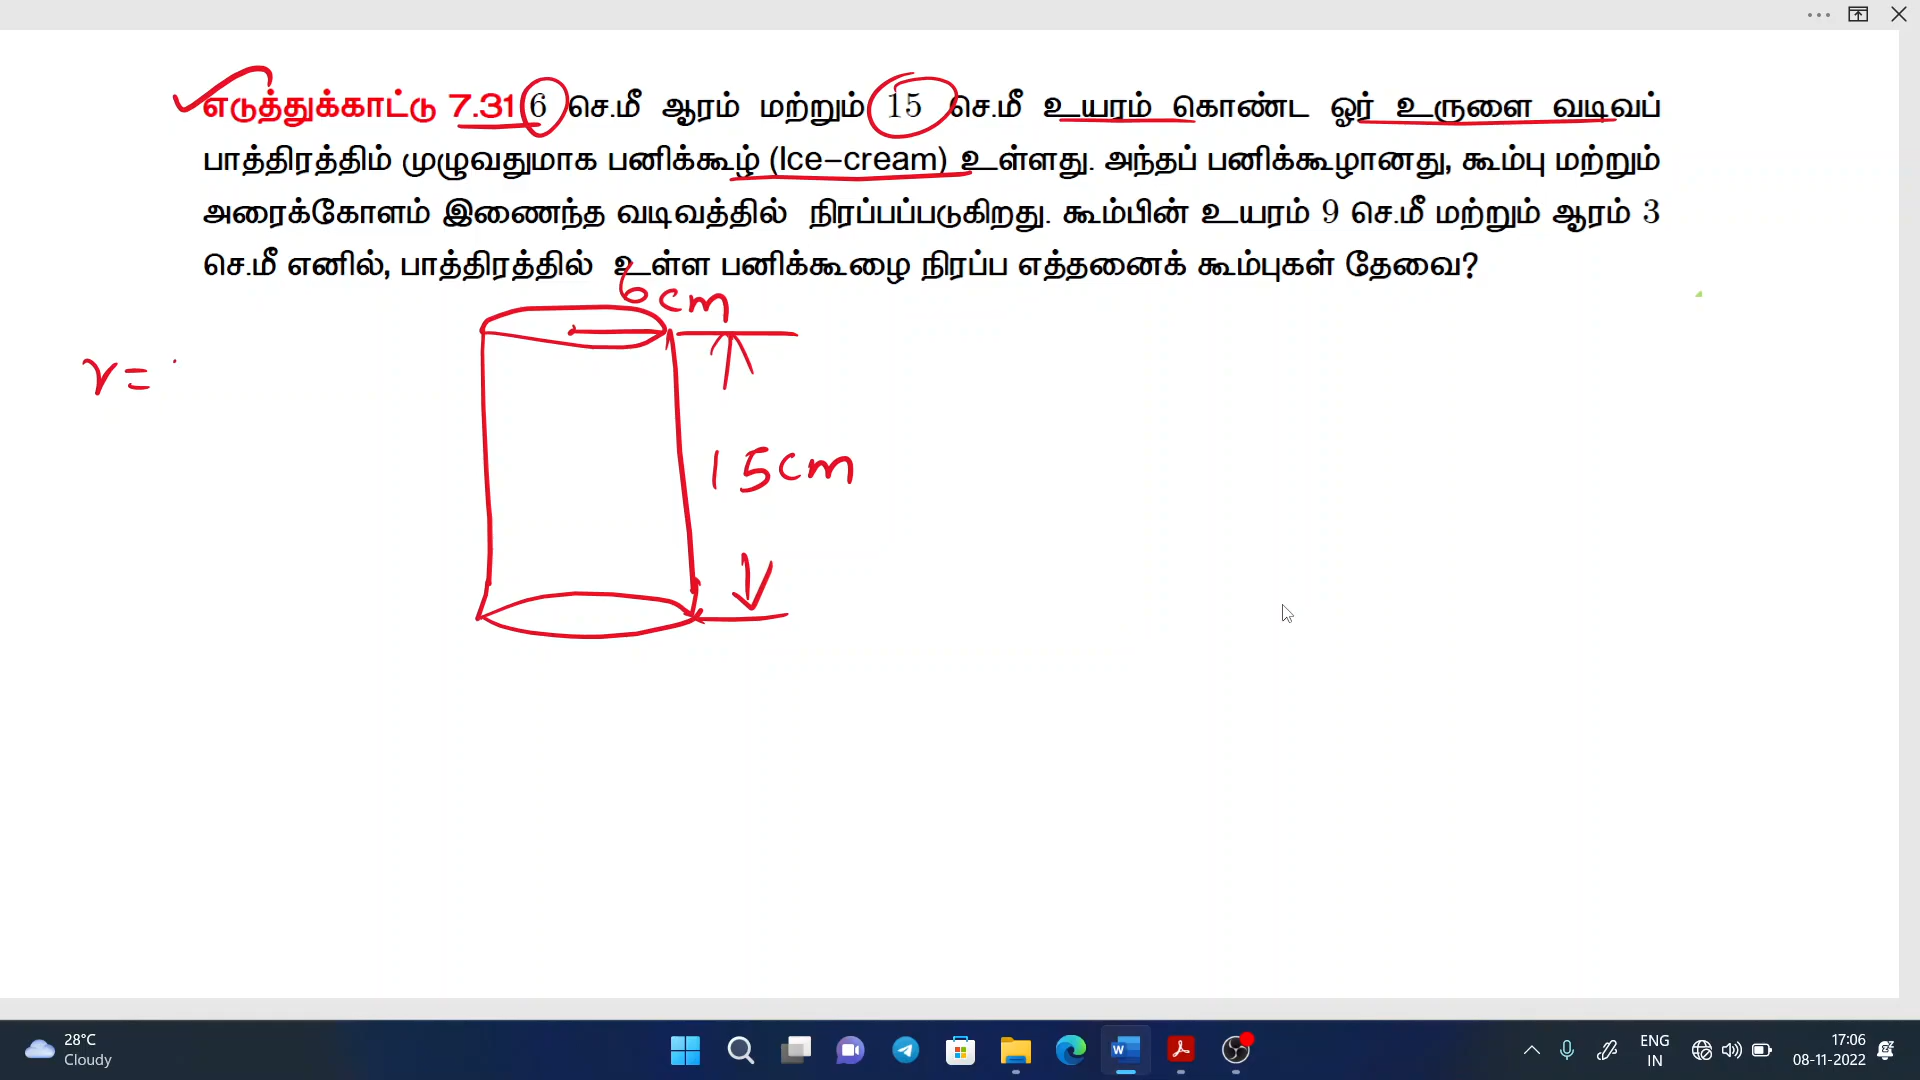 எடுத்துக்காட்டு 7.31 6 செ.மீ ஆரம் மற்றும் 15 செ.மீ உயரம் கொண்ட ஓர் உருளை வடிவப்
பாத்திரத்திம் முழுவதுமாக பனிக்கூழ் (Ice-cream) உள்ளது. அந்தப் பனிக்கூழானது, கூம்பு மற்றும்
அரைக்கோளம் இணைந்த வடிவத்தில் நிரப்பப்படுகிறது. கூம்பின் உயரம் 9 செ.மீ மற்றும் ஆரம் 3
செ.மீ எனில், பாத்திரத்தில் உள்ள பனிக்கூழை நிரப்ப எத்தனைக் கூம்புகள் தேவை?
6cm
r=
15cm
28°C
Cloudy
ENG
IN
17:06
08-11-2022